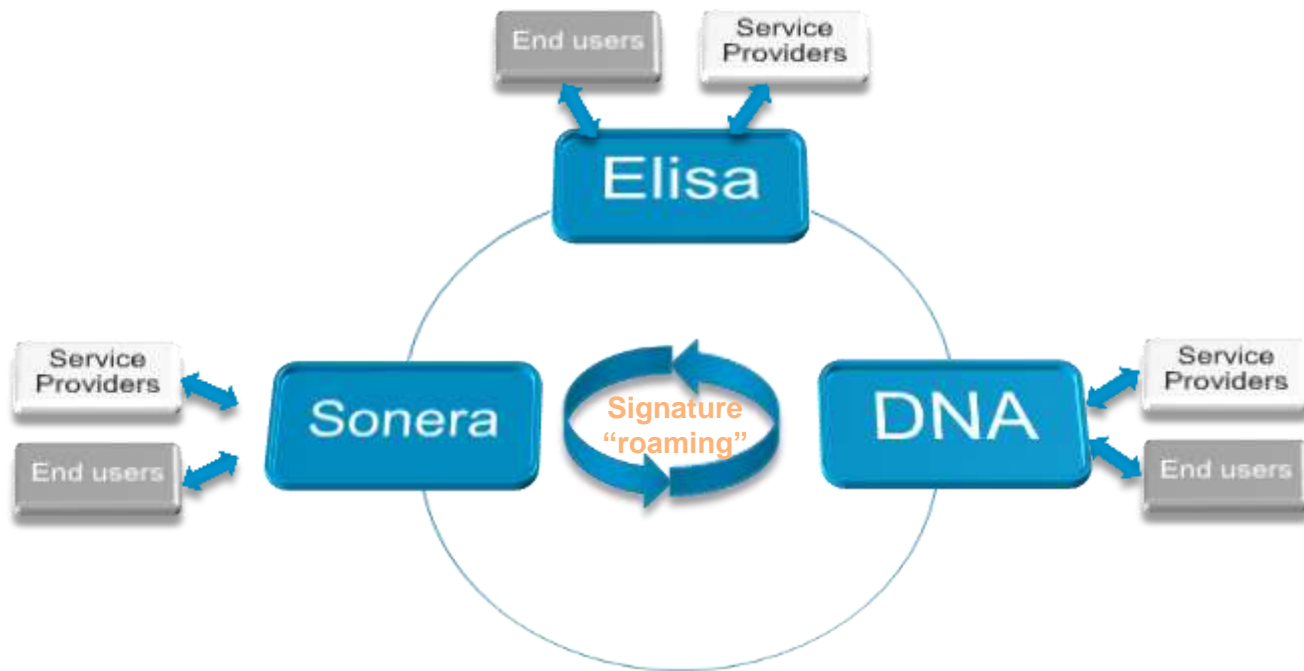 End users
Service
Providers
Elisa
Service
Providers
End users
Sonera
Signature
“roaming”
DNA
Service
Providers
End users